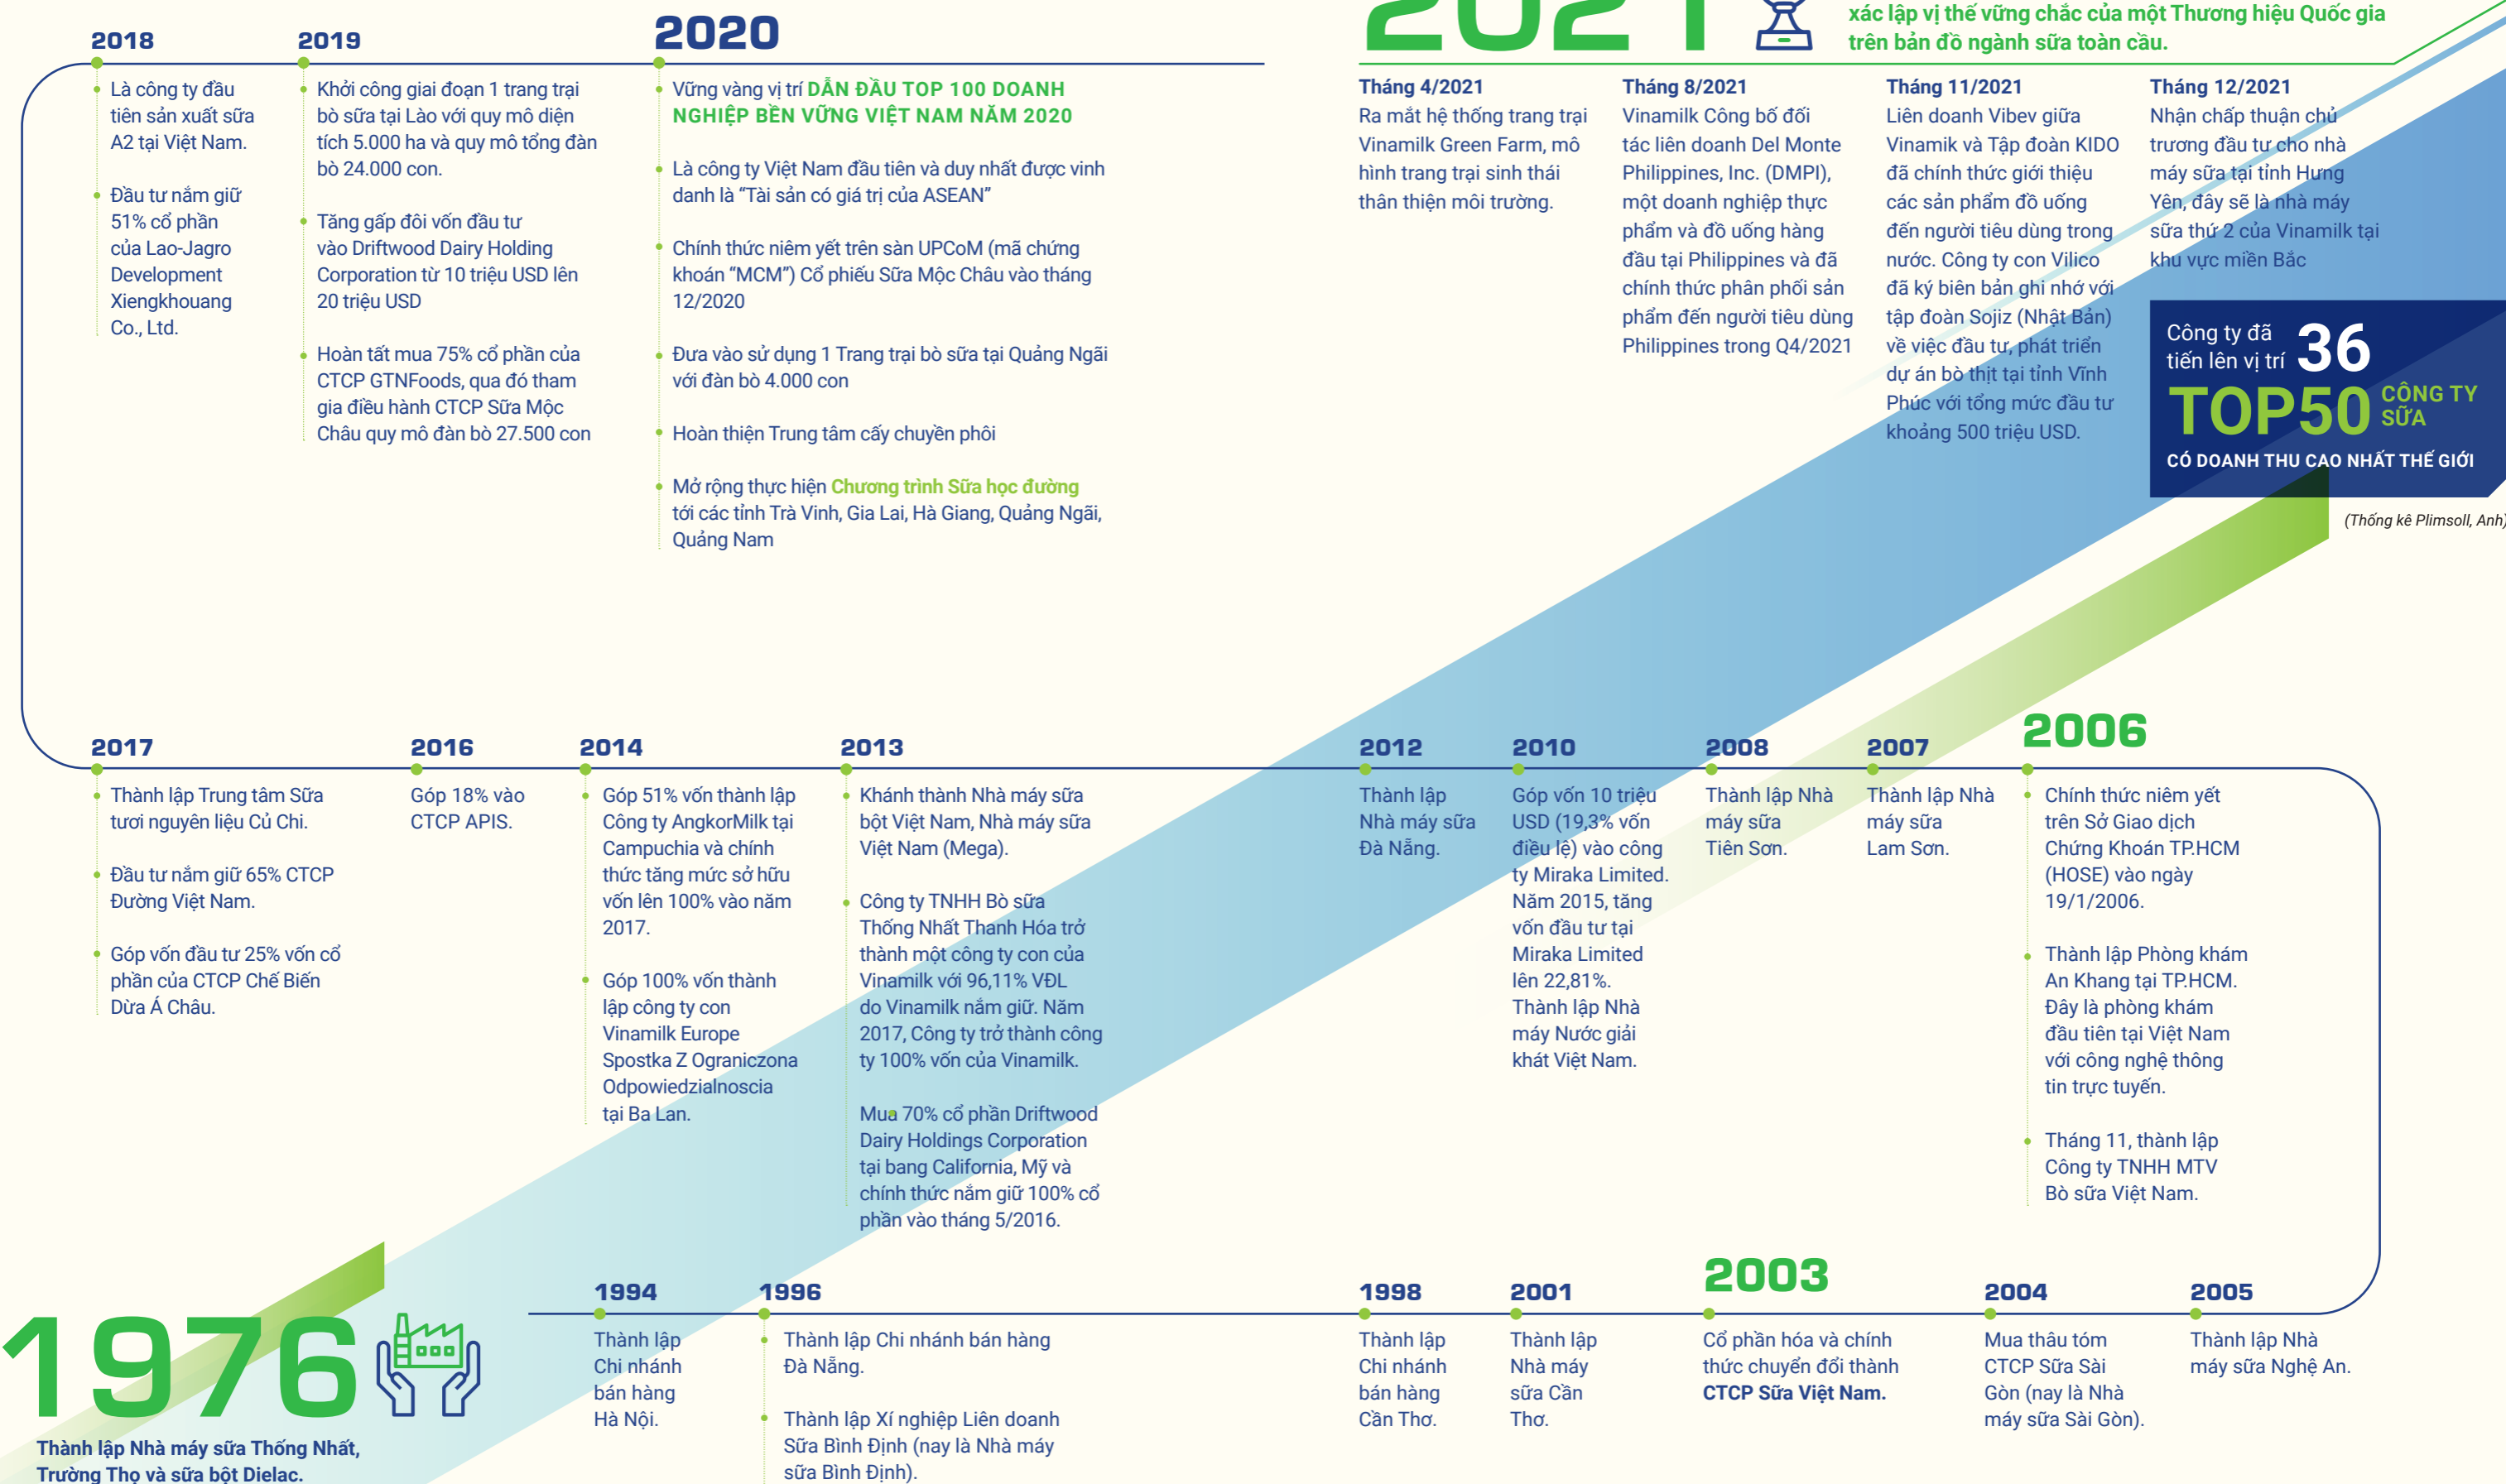 2018
Là công ty đầu
tiên sản xuất sữa
A2 tại Việt Nam.
Đầu tư nắm giữ
51% cổ phần
của Lao-Jagro
Development
Xiengkhouang
Co., Ltd.
2019
Khởi công giai đoạn 1 trang trại
bò sữa tại Lào với quy mô diện
tích 5.000 ha và quy mô tổng đàn
bò 24.000 con.
Tăng gấp đôi vốn đầu tư
vào Driftwood Dairy Holding
Corporation từ 10 triệu USD lên
20 triệu USD
Hoàn tất mua 75% cổ phần của
CTCP GTNFoods, qua đó tham
gia điều hành CTCP Sữa Mộc
Châu quy mô đàn bò 27.500 con
2020
Vững vàng vị trí DẪN ĐẦU TOP 100 DOANH
NGHIỆP BỀN VỮNG VIỆT NAM NĂM 2020
Là công ty Việt Nam đầu tiên và duy nhất được vinh
danh là “Tài sản có giá trị của ASEAN”
Chính thức niêm yết trên sàn UPCoM (mã chứng
khoán “MCM”) Cổ phiếu Sữa Mộc Châu vào tháng
12/2020
Đưa vào sử dụng 1 Trang trại bò sữa tại Quảng Ngãi
với đàn bò 4.000 con
Hoàn thiện Trung tâm cấy chuyền phôi
Mở rộng thực hiện Chương trình Sữa học đường
tới các tỉnh Trà Vinh, Gia Lai, Hà Giang, Quảng Ngãi,
Quảng Nam
2021
xác lập vị thế vững chắc của một Thương hiệu Quốc gia
trên bản đồ ngành sữa toàn cầu.
Tháng 4/2021
Ra mắt hệ thống trang trại
Vinamilk Green Farm, mô
hình trang trại sinh thái
thân thiện môi trường.
Tháng 8/2021
Vinamilk Công bố đối
tác liên doanh Del Monte
Philippines, Inc. (DMPI),
một doanh nghiệp thực
phẩm và đồ uống hàng
đầu tại Philippines và đã
chính thức phân phối sản
phẩm đến người tiêu dùng
Philippines trong Q4/2021
Tháng 11/2021
Liên doanh Vibev giữa
Vinamik và Tập đoàn KIDO
đã chính thức giới thiệu
các sản phẩm đồ uống
đến người tiêu dùng trong
nước. Công ty con Vilico
đã ký biên bản ghi nhớ với
tập đoàn Sojiz (Nhật Bản)
về việc đầu tư, phát triển
dự án bò thịt tại tỉnh Vĩnh
Phúc với tổng mức đầu tư
khoảng 500 triệu USD.
Tháng 12/2021
Nhận chấp thuận chủ
trương đầu tư cho nhà
máy sữa tại tỉnh Hưng
Yên, đây sẽ là nhà máy
sữa thứ 2 của Vinamilk tại
khu vực miền Bắc
Công ty đã
tiến lên vị trí 36
TOP50 CÔNG TY
SỮA
CÓ DOANH THU CAO NHẤT THẾ GIỚI
(Thống kê Plimsoll, Anh)
2017
Thành lập Trung tâm Sữa
tươi nguyên liệu Củ Chi.
Đầu tư nắm giữ 65% CTCP
Đường Việt Nam.
Góp vốn đầu tư 25% vốn cổ
phần của CTCP Chế Biến
Dừa Á Châu.
2016
Góp 18% vào
CTCP APIS.
2014
Góp 51% vốn thành lập
Công ty AngkorMilk tại
Campuchia và chính
thức tăng mức sở hữu
vốn lên 100% vào năm
2017.
Góp 100% vốn thành
lập công ty con
Vinamilk Europe
Spostka Z Ograniczona
Odpowiedzialnoscia
tại Ba Lan.
2013
Khánh thành Nhà máy sữa
bột Việt Nam, Nhà máy sữa
Việt Nam (Mega).
Công ty TNHH Bò sữa
Thống Nhất Thanh Hóa trở
thành một công ty con của
Vinamilk với 96,11% VĐL
do Vinamilk nắm giữ. Năm
2017, Công ty trở thành công
ty 100% vốn của Vinamilk.
Mua 70% cổ phần Driftwood
Dairy Holdings Corporation
tại bang California, Mỹ và
chính thức nắm giữ 100% cổ
phần vào tháng 5/2016.
2012
Thành lập
Nhà máy sữa
Đà Nẵng.
2010
Góp vốn 10 triệu
USD (19,3% vốn
điều lệ) vào công
ty Miraka Limited.
Năm 2015, tăng
vốn đầu tư tại
Miraka Limited
lên 22,81%.
Thành lập Nhà
máy Nước giải
khát Việt Nam.
2008
Thành lập Nhà
máy sữa
Tiên Sơn.
2007
Thành lập Nhà
máy sữa
Lam Sơn.
2006
Chính thức niêm yết
trên Sở Giao dịch
Chứng Khoán TP.HCM
(HOSE) vào ngày
19/1/2006.
Thành lập Phòng khám
An Khang tại TP.HCM.
Đây là phòng khám
đầu tiên tại Việt Nam
với công nghệ thông
tin trực tuyến.
Tháng 11, thành lập
Công ty TNHH MTV
Bò sữa Việt Nam.
1976
Thành lập Nhà máy sữa Thống Nhất,
Trường Thọ và sữa bột Dielac.
1994
Thành lập
Chi nhánh
bán hàng
Hà Nội.
1996
Thành lập Chi nhánh bán hàng
Đà Nẵng.
Thành lập Xí nghiệp Liên doanh
Sữa Bình Định (nay là Nhà máy
sữa Bình Định).
1998
Thành lập
Chi nhánh
bán hàng
Cần Thơ.
2001
Thành lập
Nhà máy
sữa Cần
Thơ.
2003
Cổ phần hóa và chính
thức chuyển đổi thành
CTCP Sữa Việt Nam.
2004
Mua thâu tóm
CTCP Sữa Sài
Gòn (nay là Nhà
máy sữa Sài Gòn).
2005
Thành lập Nhà
máy sữa Nghệ An.